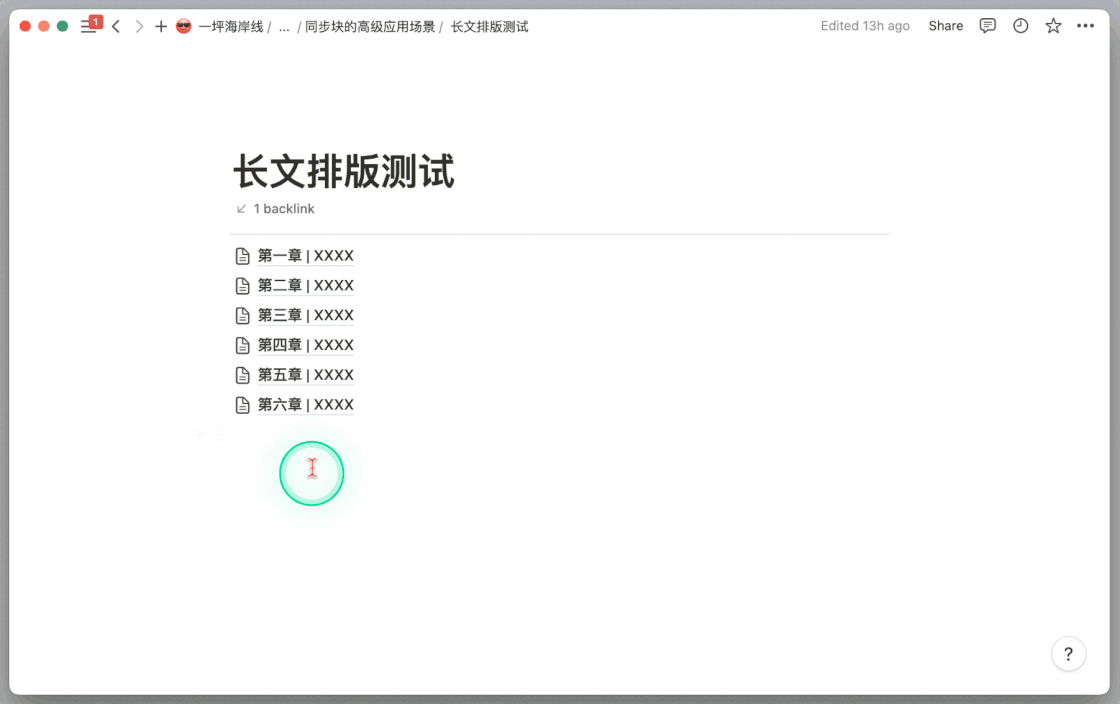 1
一坪海岸线 / ... / 同步块的高级应用场景 / 长文排版测试
Edited 13h ago Share
长文排版测试
1 backlink
第一章 | XXXX
第二章 | XXXX
第三章 | XXXX
第四章 | XXXX
第五章 | XXXX
第六章 | XXXX
?